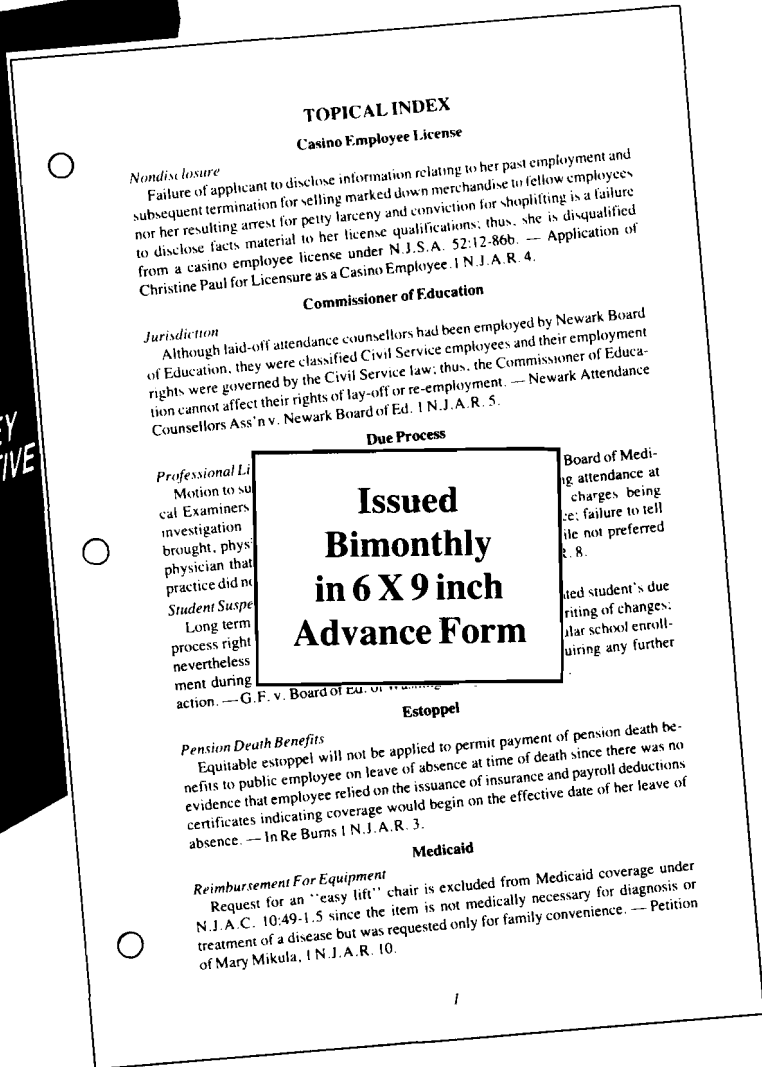 TOPICAL INDEX
Casino Employee License
Nondisclosure
Failure of applicant to disclose information relating to her past employment and
subsequent termination for selling marked down merchandise to fellow employees
nor her resulting arrest for petty larceny and conviction for shoplifting is a failure
to disclose facts material to her license qualifications; thus, she is disqualified
from a casino employee license under N.J.S.A. 52:12-86b. — Application of
Christine Paul for Licensure as a Casino Employee. 1 N.J.A.R. 4.
Commissioner of Education
Jurisdiction
Although laid-off attendance counsellors had been employed by Newark Board
of Education, they were classified Civil Service employees and their employment
rights were governed by the Civil Service law; thus, the Commissioner of Educa-
tion cannot affect their rights of lay-off or re-employment. — Newark Attendance
Counsellors Ass'n v. Newark Board of Ed. 1 N.J.A.R. 5.
Due Process
Professional Li
Motion to su Board of Medi-
cal Examiners ng attendance at
investigation charges being
brought, phys ce; failure to tell
physician that ile not preferred
practice did no R. 8.
Student Suspe
Long term ted student's due
process right riting of changes;
nevertheless ular school enroll-
ment during uiring any further
action. — G.F. v. Board of Ed. of
Issued
Bimonthly
in 6 X 9 inch
Advance Form
Estoppel
Pension Death Benefits
Equitable estoppel will not be applied to permit payment of pension death be-
nefits to public employee on leave of absence at time of death since there was no
evidence that employee relied on the issuance of insurance and payroll deductions
certificates indicating coverage would begin on the effective date of her leave of
absence. — In Re Burns 1 N.J.A.R. 3.
Medicaid
Reimbursement For Equipment
Request for an "easy lift" chair is excluded from Medicaid coverage under
N.J.A.C. 10:49-1.5 since the item is not medically necessary for diagnosis or
treatment of a disease but was requested only for family convenience. — Petition
of Mary Mikula, 1 N.J.A.R. 10.
1
EY
TIVE